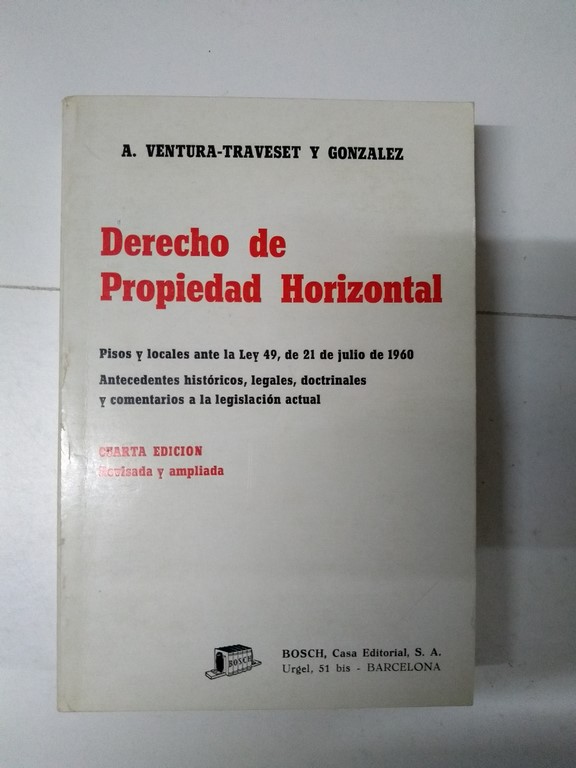 A. VENTURA-TRAVESET Y GONZALEZ
Derecho de
Propiedad Horizontal
Pisos y locales ante la Ley 49, de 21 de julio de 1960
Antecedentes históricos, legales, doctrinales
y comentarios a la legislación actual
CUARTA EDICION
Revisada y ampliada
BOSCH
BOSCH, Casa Editorial, S. A.
Urgel, 51 bis - BARCELONA